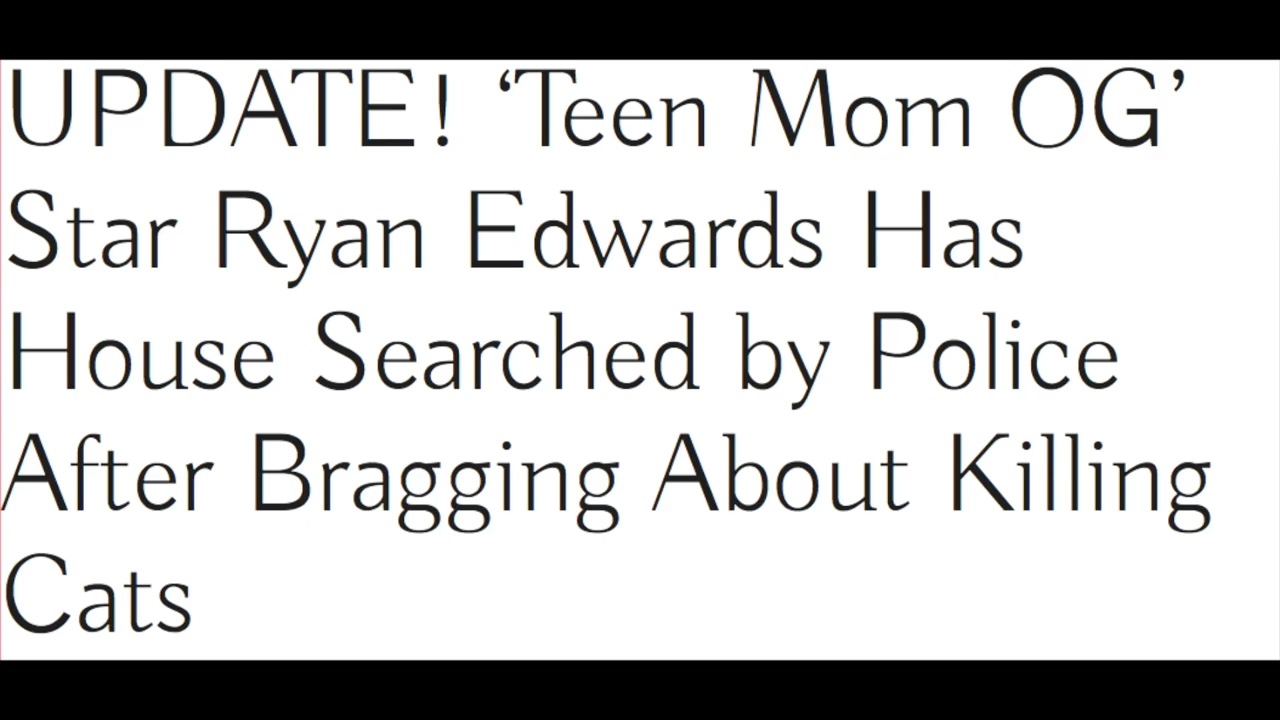 UPDATE! ‘Teen Mom OG’
Star Ryan Edwards Has
House Searched by Police
After Bragging About Killing
Cats